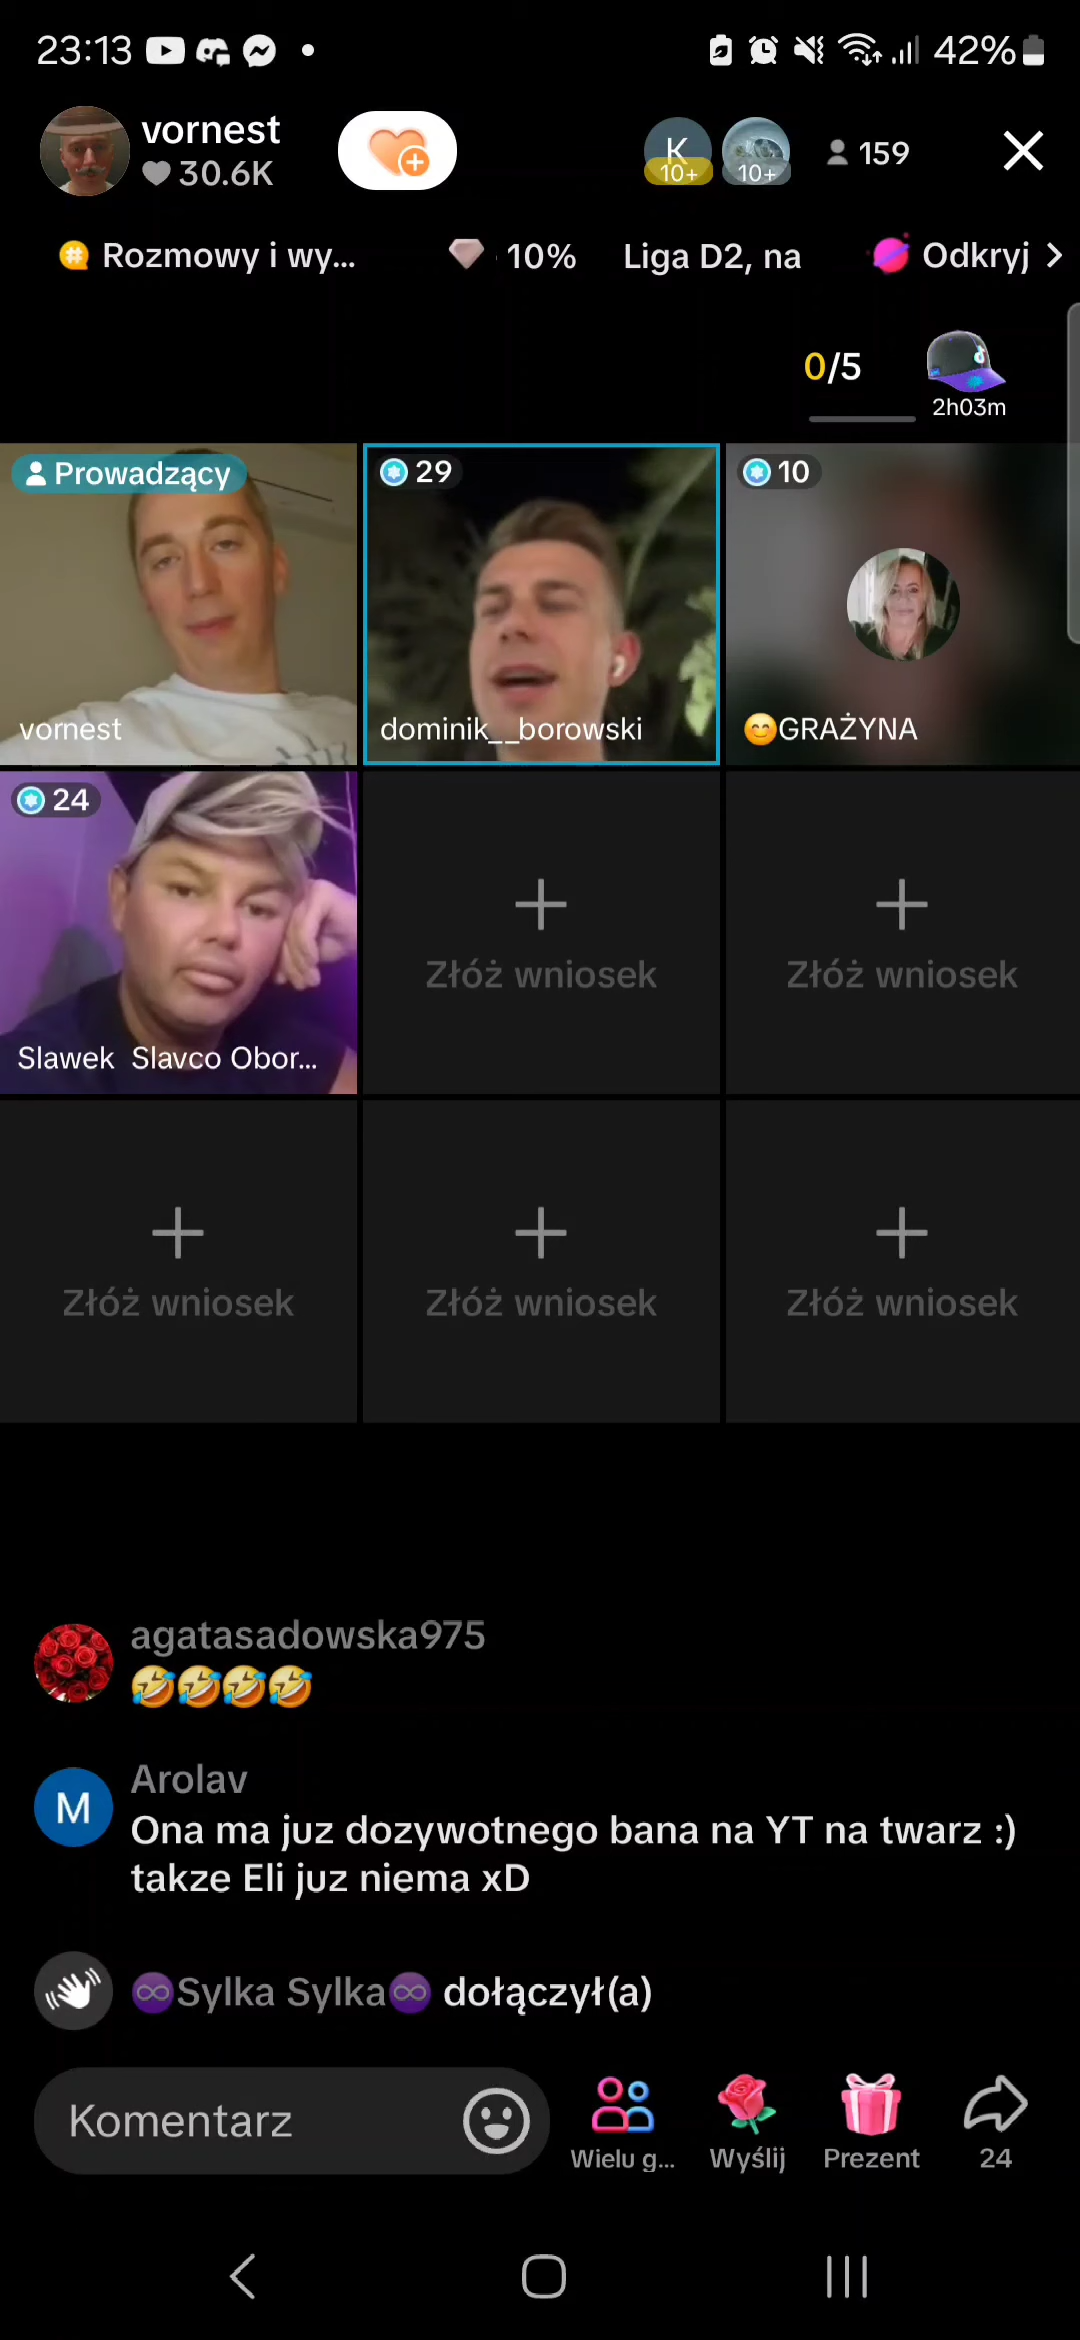 23:13
42%
vornest
30.6K
K
10+
10+
159
Rozmowy i wy...
10%
Liga D2, na
Odkryj
0/5
2h03m
Prowadzący
29
10
vornest
dominik__borowski
😊GRAŻYNA
24
Złóż wniosek
Złóż wniosek
Slawek Slavco Obor...
Złóż wniosek
Złóż wniosek
Złóż wniosek
agatasadowska975
🤣🤣🤣🤣
M
Arolav
Ona ma juz dozywotnego bana na YT na twarz :)
takze Eli juz niema xD
♾️Sylka Sylka♾️ dołączył(a)
Komentarz
Wielu g...
Wyślij
Prezent
24